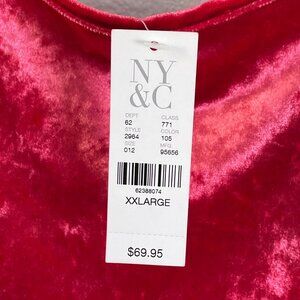 NY
&C
DEPT CLASS
62 771
STYLE COLOR
2964 105
SIZE MFG
012 95656
62388074
XXLARGE
$69.95